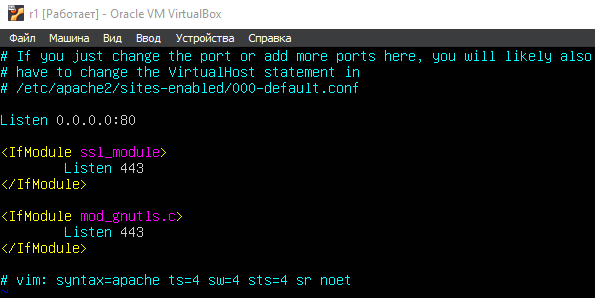 r1 [Работает] - Oracle VM VirtualBox
Файл Машина Вид Ввод Устройства Справка
# If you just change the port or add more ports here, you will likely also
# have to change the VirtualHost statement in
# /etc/apache2/sites-enabled/000-default.conf
Listen 0.0.0.0:80
<IfModule ssl_module>
Listen 443
</IfModule>
<IfModule mod_gnutls.c>
Listen 443
</IfModule>
# vim: syntax=apache ts=4 sw=4 sts=4 sr noet
~